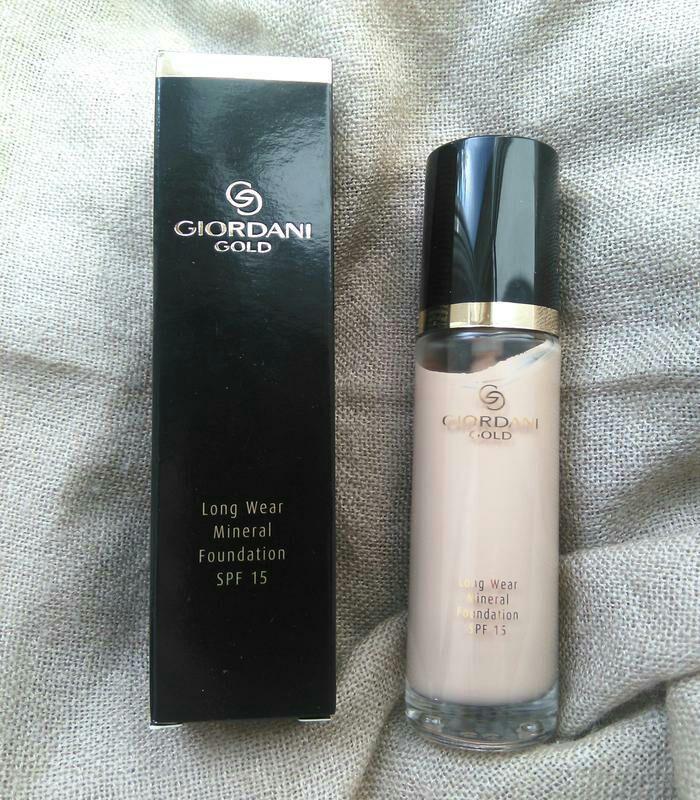 GIORDANI
GOLD
Long Wear
Mineral
Foundation
SPF 15
GIORDANI
GOLD
Long Wear
Mineral
Foundation
SPF 15